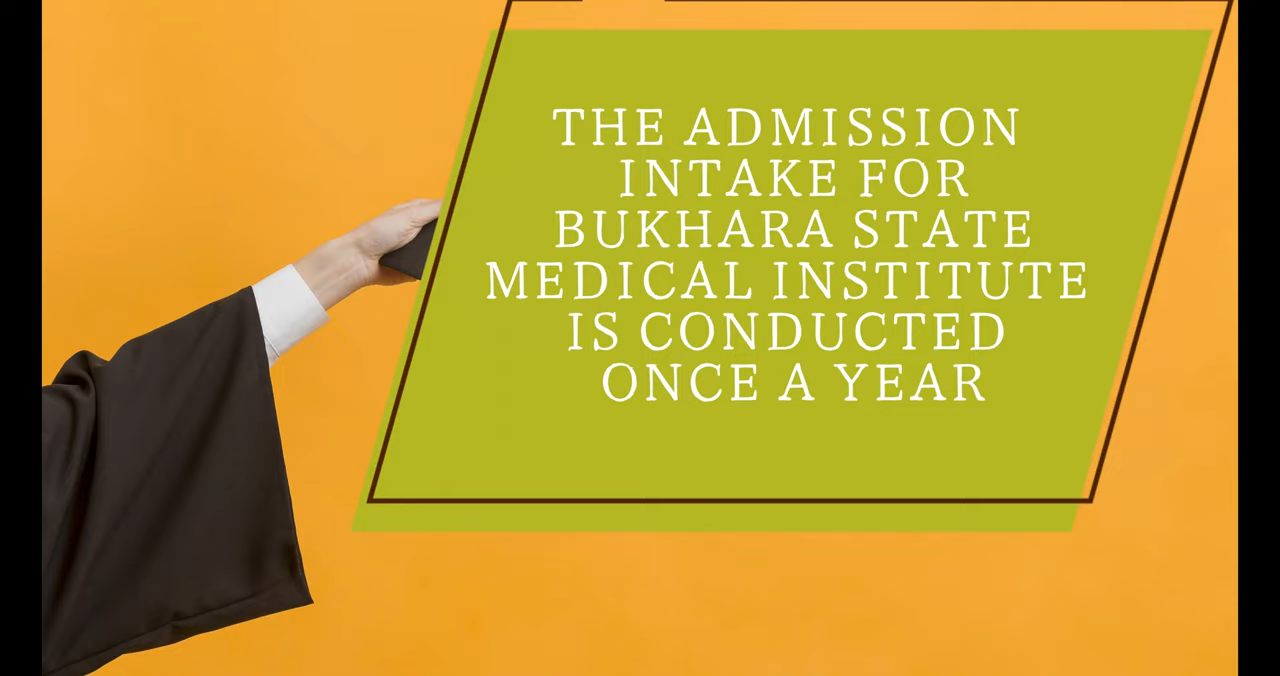 THE ADMISSION
INTAKE FOR
BUKHARA STATE
MEDICAL INSTITUTE
IS CONDUCTED
ONCE A YEAR